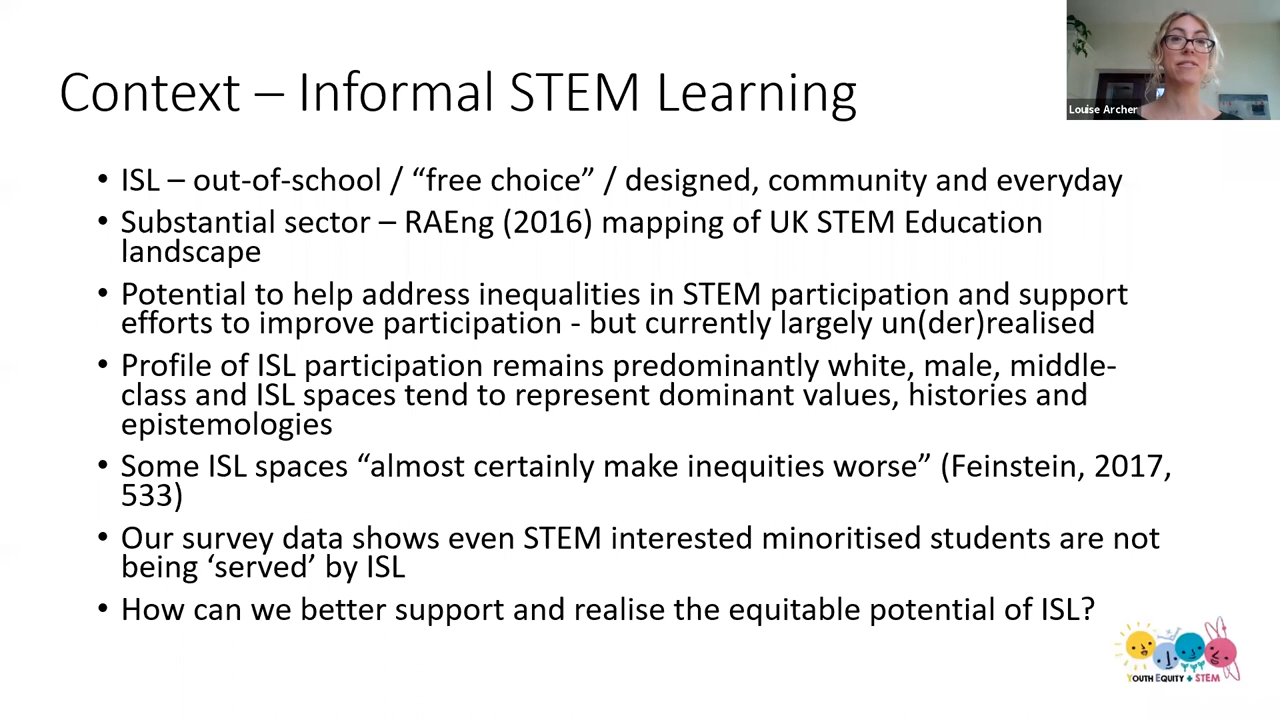 Context – Informal STEM Learning
Louise Archer
• ISL – out-of-school / “free choice” / designed, community and everyday
• Substantial sector – RAEng (2016) mapping of UK STEM Education
landscape
• Potential to help address inequalities in STEM participation and support
efforts to improve participation - but currently largely un(der)realised
• Profile of ISL participation remains predominantly white, male, middle-
class and ISL spaces tend to represent dominant values, histories and
epistemologies
• Some ISL spaces “almost certainly make inequities worse” (Feinstein, 2017,
533)
• Our survey data shows even STEM interested minoritised students are not
being ‘served’ by ISL
• How can we better support and realise the equitable potential of ISL?
YOUTH EQUITY + STEM